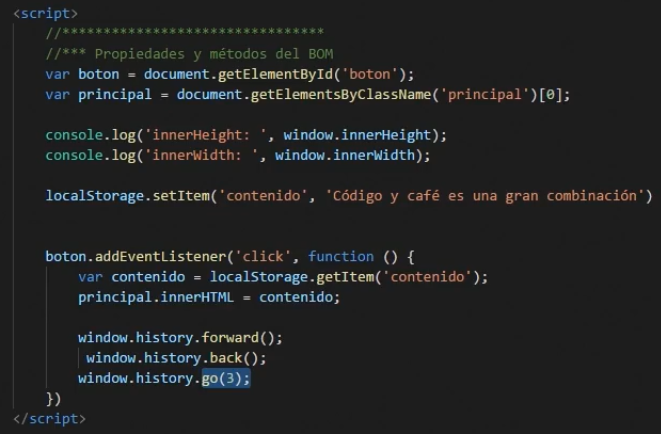 <script>
//********************************
//*** Propiedades y métodos del BOM
var boton = document.getElementById('boton');
var principal = document.getElementsByClassName('principal')[0];
console.log('innerHeight: ', window.innerHeight);
console.log('innerWidth: ', window.innerWidth);
localStorage.setItem('contenido', 'Código y café es una gran combinación')
boton.addEventListener('click', function () {
var contenido = localStorage.getItem('contenido');
principal.innerHTML = contenido;
window.history.forward();
window.history.back();
window.history.go(3);
})
</script>